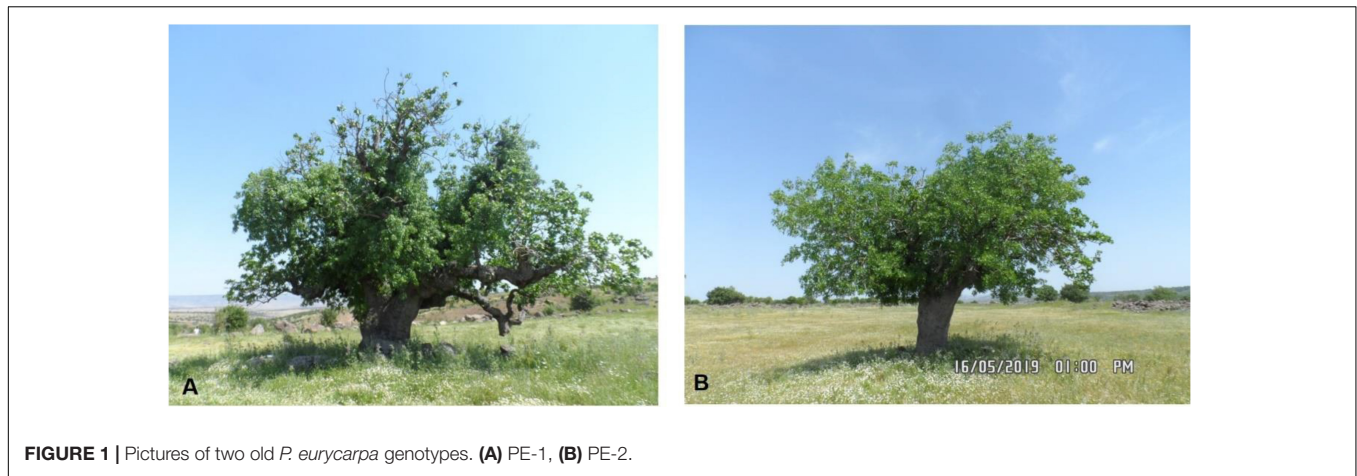 A
B
16/05/2019 01:00 PM
FIGURE 1 | Pictures of two old P. eurycarpa genotypes. (A) PE-1, (B) PE-2.